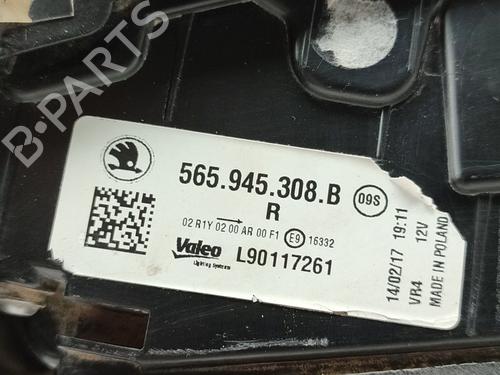 B-PARTS
565.945.308.B
R
09S
02 R1Y 02 00 AR 00 F1 E9 16332
Valeo L90117261
Lighting Systems
14/02/17 19:11
VR4 12V
MADE IN POLAND